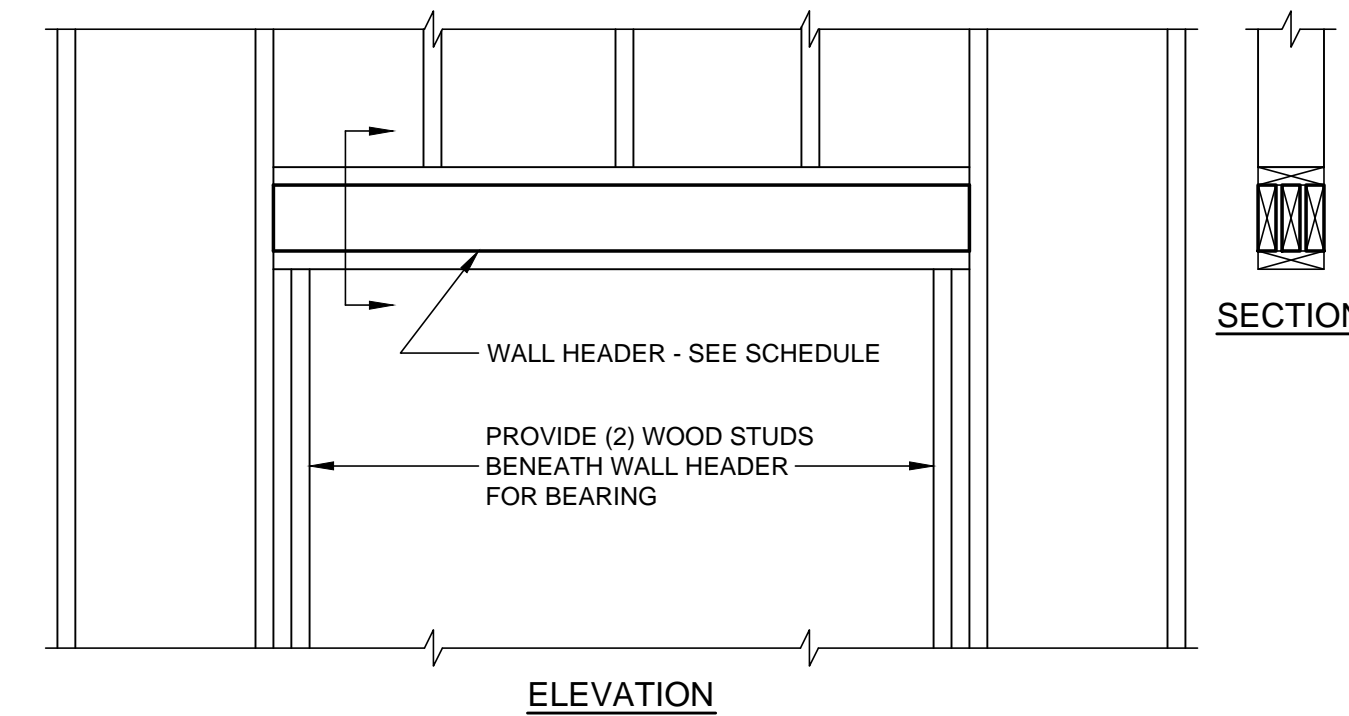 SECTION
WALL HEADER - SEE SCHEDULE
PROVIDE (2) WOOD STUDS
BENEATH WALL HEADER
FOR BEARING
ELEVATION